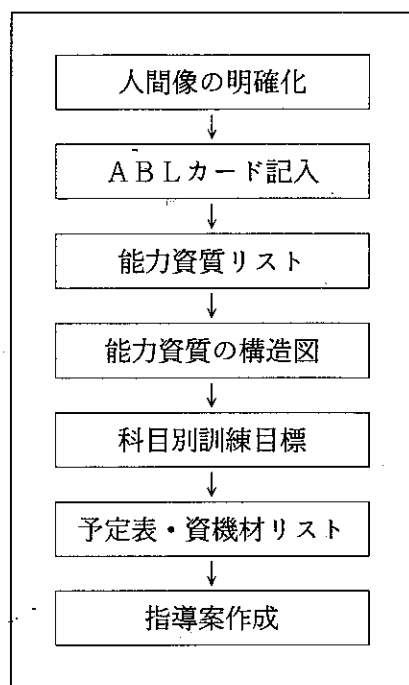 人間像の明確化
ＡＢＬカード記入
能力資質リスト
能力資質の構造図
科目別訓練目標
予定表・資機材リスト
指導案作成